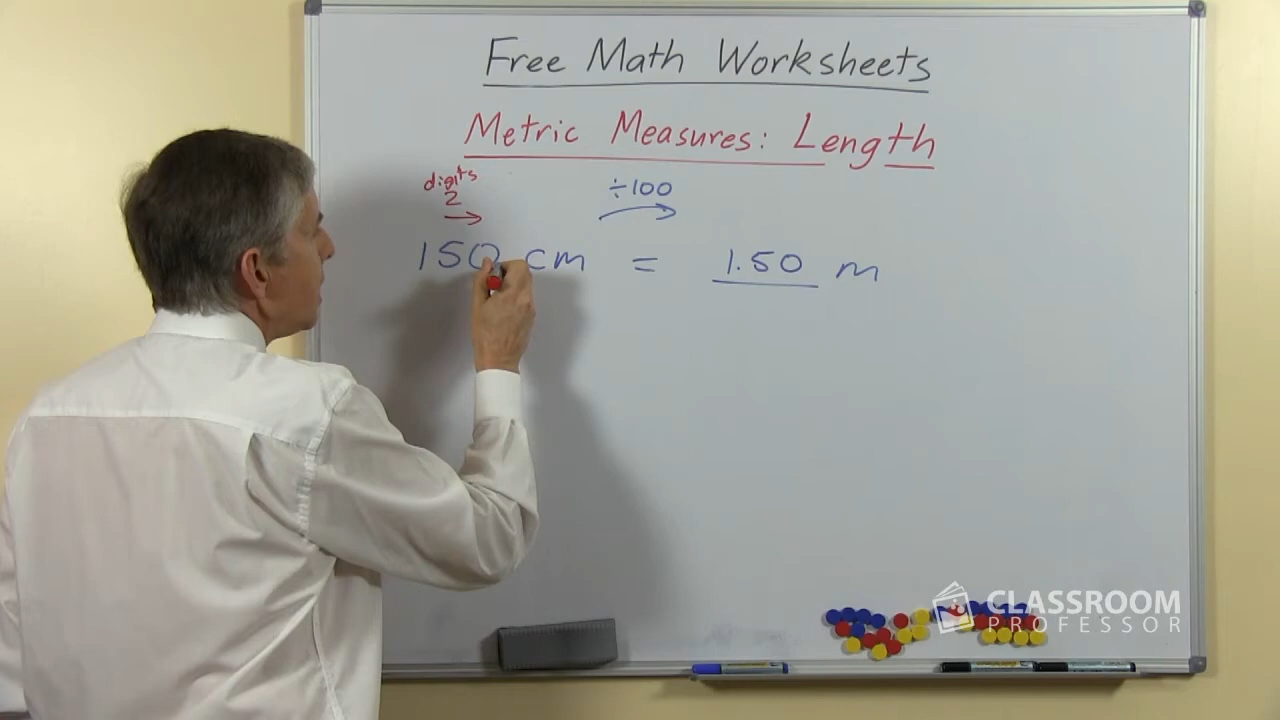 Free Math Worksheets
Metric Measures: Length
digits
2
÷100
150 cm = 1.50 m
CLASSROOM
PROFESSOR